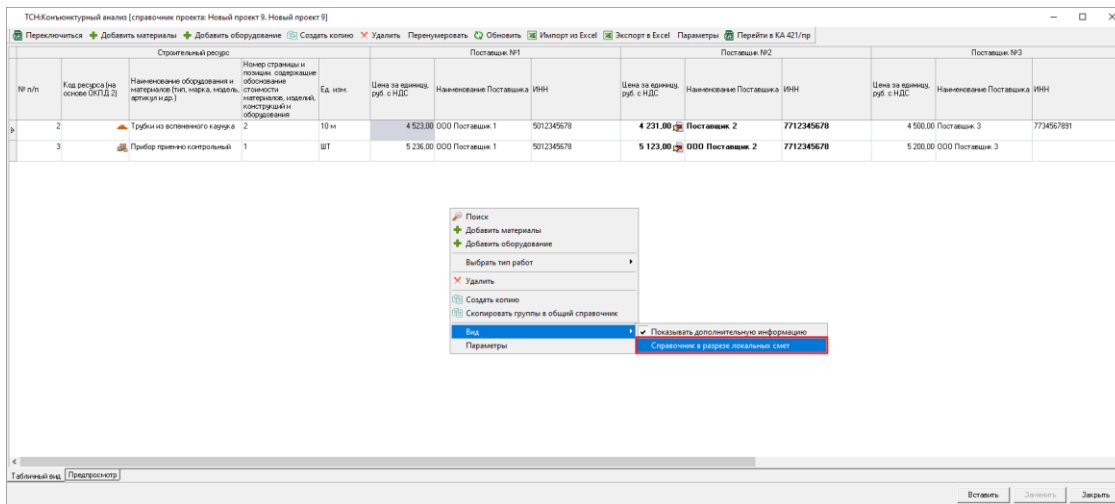 ТСН:Конъюнктурный анализ [справочник проекта: Новый проект 9. Новый проект 9]
Переключиться Добавить материалы Добавить оборудование Создать копию Удалить Перенумеровать Обновить Импорт из Excel Экспорт в Excel Параметры Перейти в КА 421/пр
Строительный ресурс Поставщик №1 Поставщик №2 Поставщик №3
№ п/п
Код ресурса (на
основе ОКПД 2)
Наименование оборудования и
материалов (тип, марка, модель,
артикул и др.)
Номер страницы и
позиции, содержащие
обоснование
стоимости
материалов, изделий,
конструкций и
оборудования
Ед. изм.
Цена за единицу,
руб. с НДС
Наименование Поставщика ИНН
Цена за единицу,
руб. с НДС
Наименование Поставщика ИНН
Цена за единицу,
руб. с НДС
Наименование Поставщика ИНН
2 Трубки из вспененного каучука 2 10 м 4 523,00 ООО Поставщик 1 5012345678 4 231,00 Поставщик 2 7712345678 4 500,00 Поставщик 3 7734567891
3 Прибор приемно контрольный 1 ШТ 5 236,00 ООО Поставщик 1 5012345678 5 123,00 ООО Поставщик 2 7712345678 5 200,00 ООО Поставщик 3
Поиск
Добавить материалы
Добавить оборудование
Выбрать тип работ
Удалить
Создать копию
Скопировать группы в общий справочник
Вид
Показывать дополнительную информацию
Параметры
Справочник в разрезе локальных смет
Табличный вид Предпросмотр
Вставить Заменить Закрыть